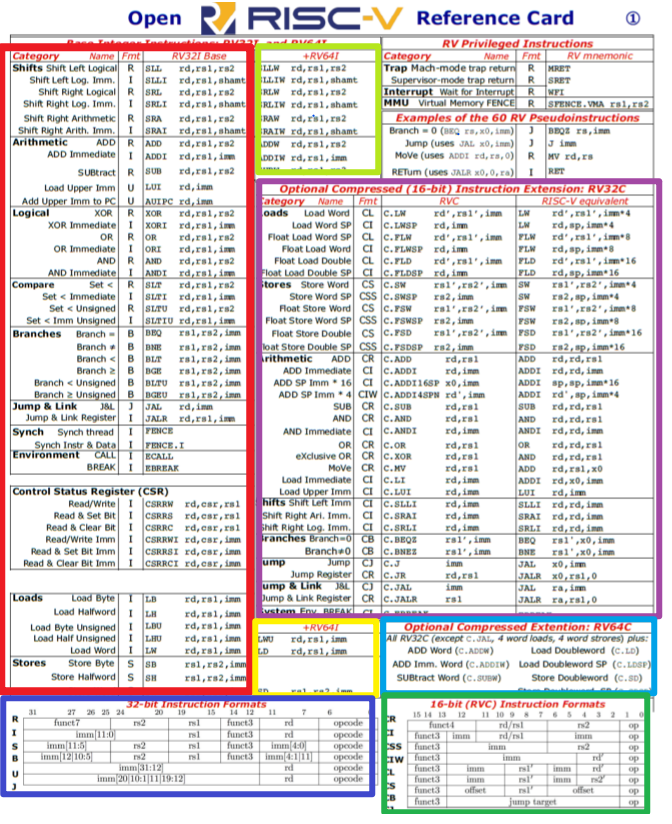 Open RISC-V Reference Card ①
Base Integer Instructions: RV32I and RV64I
Category Name Fmt RV32I Base
Shifts Shift Left Logical R SLL rd,rs1,rs2
Shift Left Log. Imm. I SLLI rd,rs1,shamt
Shift Right Logical R SRL rd,rs1,rs2
Shift Right Log. Imm. I SRLI rd,rs1,shamt
Shift Right Arithmetic R SRA rd,rs1,rs2
Shift Right Arith. Imm. I SRAI rd,rs1,shamt
Arithmetic ADD R ADD rd,rs1,rs2
ADD Immediate I ADDI rd,rs1,imm
SUBtract R SUB rd,rs1,rs2
Load Upper Imm U LUI rd,imm
Add Upper Imm to PC U AUIPC rd,imm
Logical XOR R XOR rd,rs1,rs2
XOR Immediate I XORI rd,rs1,imm
OR R OR rd,rs1,rs2
OR Immediate I ORI rd,rs1,imm
AND R AND rd,rs1,rs2
AND Immediate I ANDI rd,rs1,imm
Compare Set < R SLT rd,rs1,rs2
Set < Immediate I SLTI rd,rs1,imm
Set < Unsigned R SLTU rd,rs1,rs2
Set < Imm Unsigned I SLTIU rd,rs1,imm
Branches Branch = B BEQ rs1,rs2,imm
Branch ≠ B BNE rs1,rs2,imm
Branch < B BLT rs1,rs2,imm
Branch ≥ B BGE rs1,rs2,imm
Branch < Unsigned B BLTU rs1,rs2,imm
Branch ≥ Unsigned B BGEU rs1,rs2,imm
Jump & Link J&L J JAL rd,imm
Jump & Link Register I JALR rd,rs1,imm
Synch Synch thread I FENCE
Synch Instr & Data I FENCE.I
Environment CALL I ECALL
BREAK I EBREAK
Control Status Register (CSR)
Read/Write I CSRRW rd,csr,rs1
Read & Set Bit I CSRRS rd,csr,rs1
Read & Clear Bit I CSRRC rd,csr,rs1
Read/Write Imm I CSRRWI rd,csr,imm
Read & Set Bit Imm I CSRRSI rd,csr,imm
Read & Clear Bit Imm I CSRRCI rd,csr,imm
Loads Load Byte I LB rd,rs1,imm
Load Halfword I LH rd,rs1,imm
Load Byte Unsigned I LBU rd,rs1,imm
Load Half Unsigned I LHU rd,rs1,imm
Load Word I LW rd,rs1,imm
Stores Store Byte S SB rs1,rs2,imm
Store Halfword S SH rs1,rs2,imm
+RV64I
SLLW rd,rs1,rs2
SLLIW rd,rs1,shamt
SRLW rd,rs1,rs2
SRLIW rd,rs1,shamt
SRAW rd,rs1,rs2
SRAIW rd,rs1,shamt
ADDW rd,rs1,rs2
ADDIW rd,rs1,imm
RV Privileged Instructions
Category Name Fmt RV mnemonic
Trap Mach-mode trap return R MRET
Supervisor-mode trap return R SRET
Interrupt Wait for Interrupt R WFI
MMU Virtual Memory FENCE R SFENCE.VMA rs1,rs2
Examples of the 60 RV Pseudoinstructions
Branch = 0 (BEQ rs,x0,imm) J BEQZ rs,imm
Jump (uses JAL x0,imm) J J imm
MoVe (uses ADDI rd,rs,0) R MV rd,rs
RETurn (uses JALR x0,0,ra) I RET
Optional Compressed (16-bit) Instruction Extension: RV32C
Category Name Fmt RVC RISC-V equivalent
Loads Load Word CL C.LW rd',rs1',imm LW rd',rs1',imm*4
Load Word SP CI C.LWSP rd,imm LW rd,sp,imm*4
Float Load Word CL C.FLW rd',rs1',imm FLW rd',rs1',imm*8
Float Load Word CI C.FLWSP rd,imm FLW rd,sp,imm*8
Float Load Double CL C.FLD rd',rs1',imm FLD rd',rs1',imm*16
Float Load Double SP CI C.FLDSP rd,imm FLD rd,sp,imm*16
Stores Store Word CS C.SW rs1',rs2',imm SW rs1',rs2',imm*4
Store Word SP CSS C.SWSP rs2,imm SW rs2,sp,imm*4
Float Store Word CS C.FSW rs1',rs2',imm FSW rs1',rs2',imm*8
Float Store Word SP CSS C.FSWSP rs2,imm FSW rs2,sp,imm*8
Float Store Double CS C.FSD rs1',rs2',imm FSD rs1',rs2',imm*16
Float Store Double SP CSS C.FSDSP rs2,imm FSD rs2,sp,imm*16
Arithmetic ADD CR C.ADD rd,rs1 ADD rd,rd,rs1
ADD Immediate CI C.ADDI rd,imm ADDI rd,rd,imm
ADD SP Imm * 16 CI C.ADDI16SP x0,imm ADDI sp,sp,imm*16
ADD SP Imm * 4 CIW C.ADDI4SPN rd',imm ADDI rd',sp,imm*4
SUB CR C.SUB rd,rs1 SUB rd,rd,rs1
AND CR C.AND rd,rs1 AND rd,rd,rs1
AND Immediate CI C.ANDI rd,imm ANDI rd,rd,imm
OR CR C.OR rd,rs1 OR rd,rd,rs1
eXclusive OR CR C.XOR rd,rs1 AND rd,rd,rs1
MoVe CR C.MV rd,rs1 ADD rd,rs1,x0
Load Immediate CI C.LI rd,imm ADDI rd,x0,imm
Load Upper Imm CI C.LUI rd,imm LUI rd,imm
Shifts Shift Left Imm CI C.SLLI rd,imm SLLI rd,rd,imm
Shift Right Ari. Imm. CI C.SRAI rd,imm SRAI rd,rd,imm
Shift Right Log. Imm. CI C.SRLI rd,imm SRLI rd,rd,imm
Branches Branch=0 CB C.BEQZ rs1',imm BEQ rs1',x0,imm
Branch≠0 CB C.BNEZ rs1',imm BNE rs1',x0,imm
Jump Jump CJ C.J imm JAL x0,imm
Jump Register CR C.JR rd,rs1 JALR x0,rs1,0
Jump & Link J&L CJ C.JAL imm JAL ra,imm
Jump & Link Register CR C.JALR rs1 JALR ra,rs1,0
System Env. BREAK CI
+RV64I
LWU rd,rs1,imm
LD rd,rs1,imm
SD rs1,rs2,imm
Optional Compressed Extention: RV64C
All RV32C (except C.JAL, 4 word loads, 4 word strores) plus:
ADD Word (C.ADDW) Load Doubleword (C.LD)
ADD Imm. Word (C.ADDIW) Load Doubleword SP (C.LDSP)
SUBtract Word (C.SUBW) Store Doubleword (C.SD)
32-bit Instruction Formats
31 27 26 25 24 20 19 15 14 12 11 7 6
R funct7 rs2 rs1 funct3 rd opcode
I imm[11:0] rs1 funct3 rd opcode
S imm[11:5] rs2 rs1 funct3 imm[4:0] opcode
B imm[12|10:5] rs2 rs1 funct3 imm[4:1|11] opcode
U imm[31:12] rd opcode
J imm[20|10:1|11|19:12] rd opcode
16-bit (RVC) Instruction Formats
15 14 13 12 11 10 9 8 7 6 5 4 3 2 1 0
CR funct4 rd/rs1 rs2 op
CI funct3 imm rd/rs1 imm op
CSS funct3 imm rs2 op
CIW funct3 imm rd' op
CL funct3 imm rs1' imm rd' op
CS funct3 imm rs1' imm rs2' op
CB funct3 offset rs1' offset op
funct3 jump target op